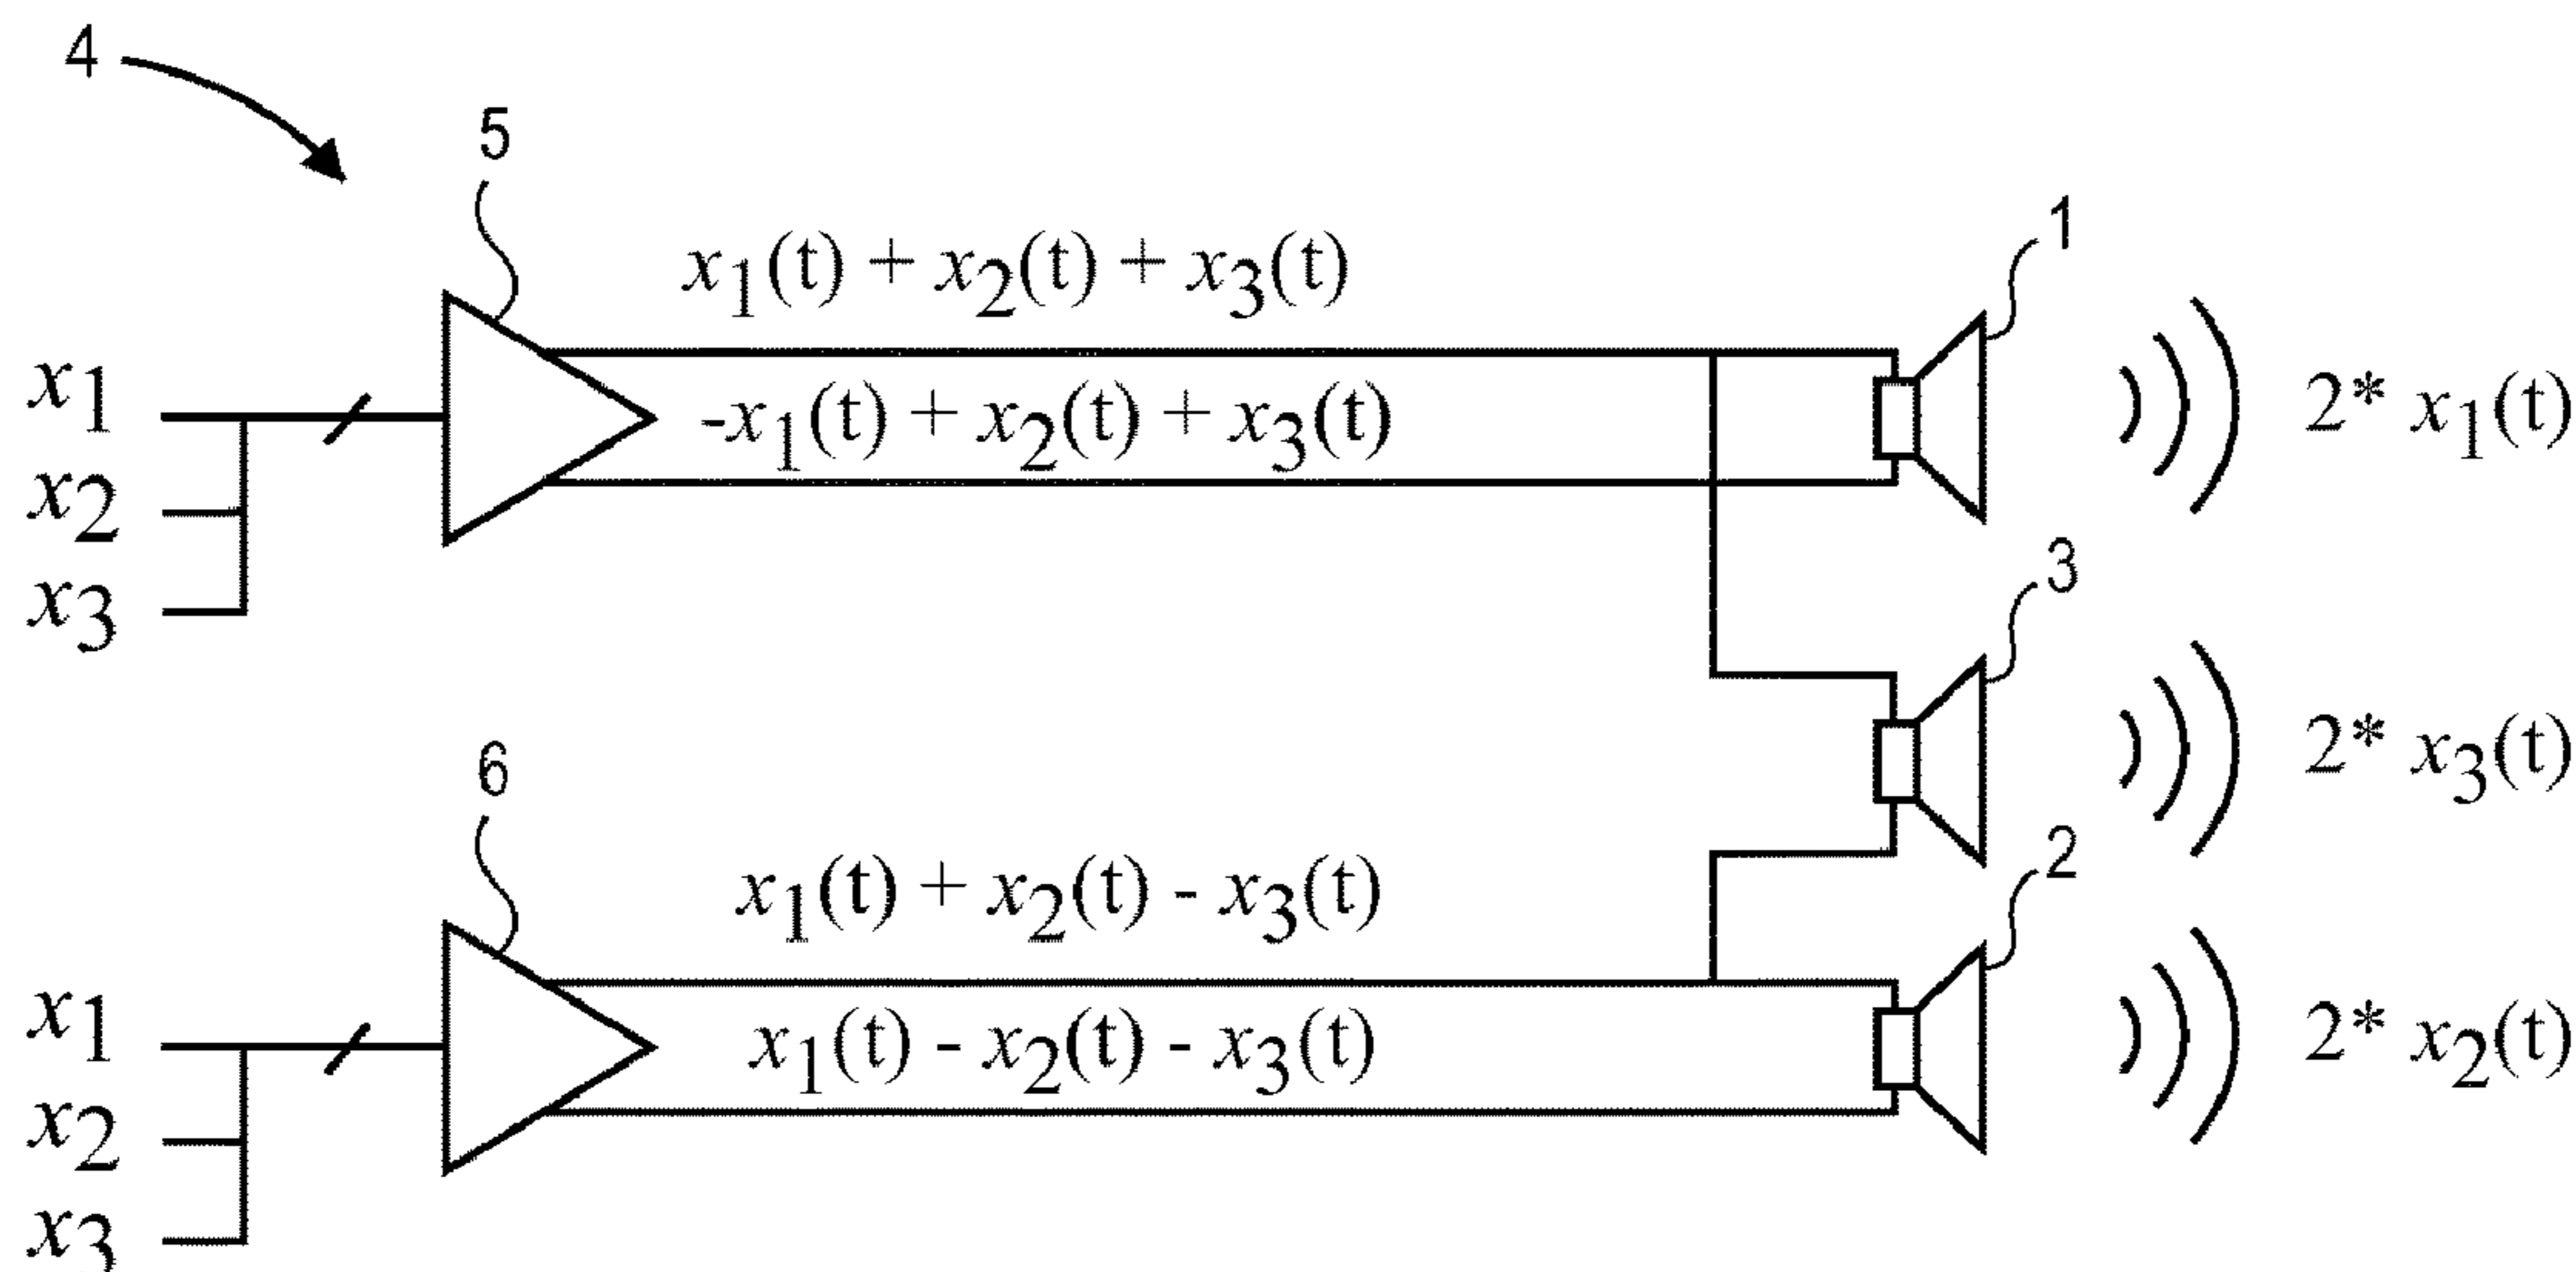 4
5
x1(t) + x2(t) + x3(t)
1
x1
-x1(t) + x2(t) + x3(t)
2* x1(t)
x2
x3
3
2* x3(t)
6
2
x1(t) + x2(t) - x3(t)
x1
x1(t) - x2(t) - x3(t)
2* x2(t)
x2
x3